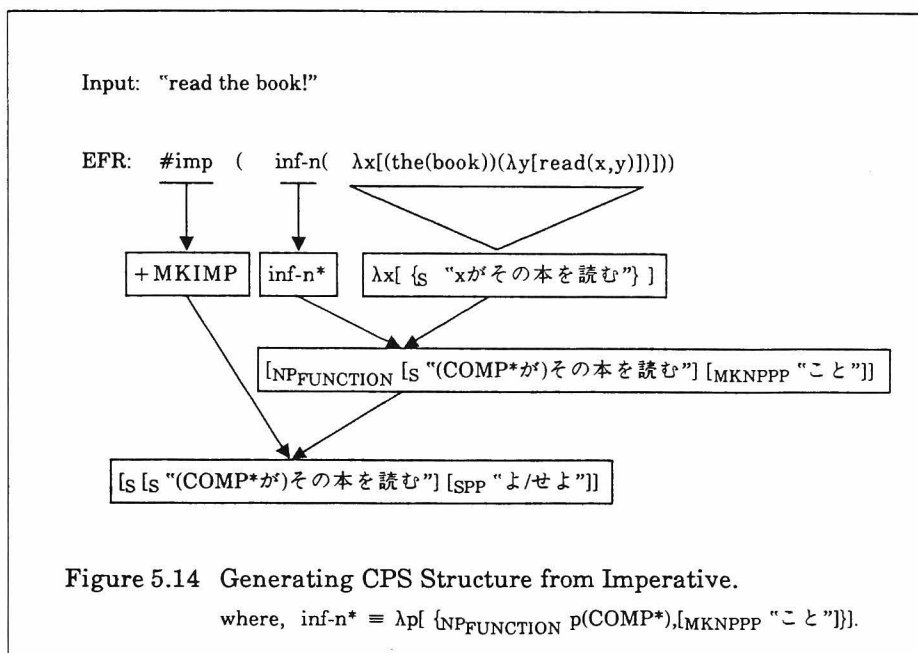 Input: "read the book!"
EFR: #imp ( inf-n( λx[(the(book))(λy[read(x,y)])]))
+MKIMP inf-n* λx[ {S "xがその本を読む"} ]
[NPFUNCTION [S "(COMP*が)その本を読む"] [MKNPPP "こと"]]
[S [S "(COMP*が)その本を読む"] [SPP "よ/せよ"]]
Figure 5.14 Generating CPS Structure from Imperative.
where, inf-n* ≡ λp[ {NPFUNCTION p(COMP*),[MKNPPP "こと"]}].